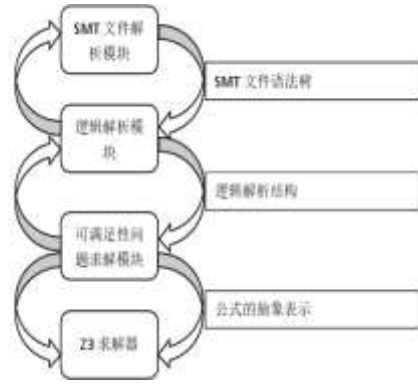 SMT 文件解
析模块
SMT 文件语法树
逻辑解析模
块
逻辑解析结构
可满足性问
题求解模块
公式的抽象表示
Z3 求解器